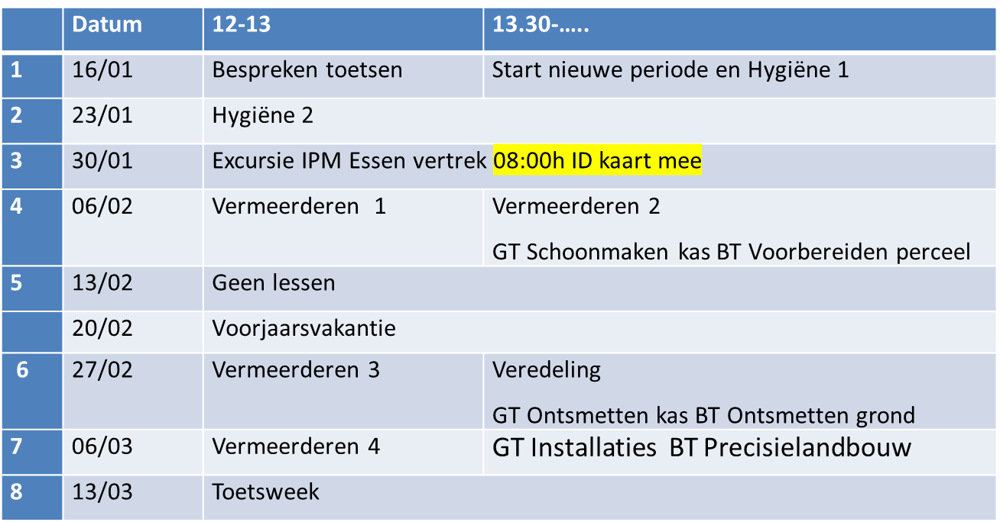 Datum 12-13 13.30-…..
1 16/01 Bespreken toetsen Start nieuwe periode en Hygiëne 1
2 23/01 Hygiëne 2
3 30/01 Excursie IPM Essen vertrek 08:00h ID kaart mee
4 06/02 Vermeerderen 1 Vermeerderen 2
GT Schoonmaken kas BT Voorbereiden perceel
5 13/02 Geen lessen
20/02 Voorjaarsvakantie
6 27/02 Vermeerderen 3 Veredeling
GT Ontsmetten kas BT Ontsmetten grond
7 06/03 Vermeerderen 4 GT Installaties BT Precisielandbouw
8 13/03 Toetsweek